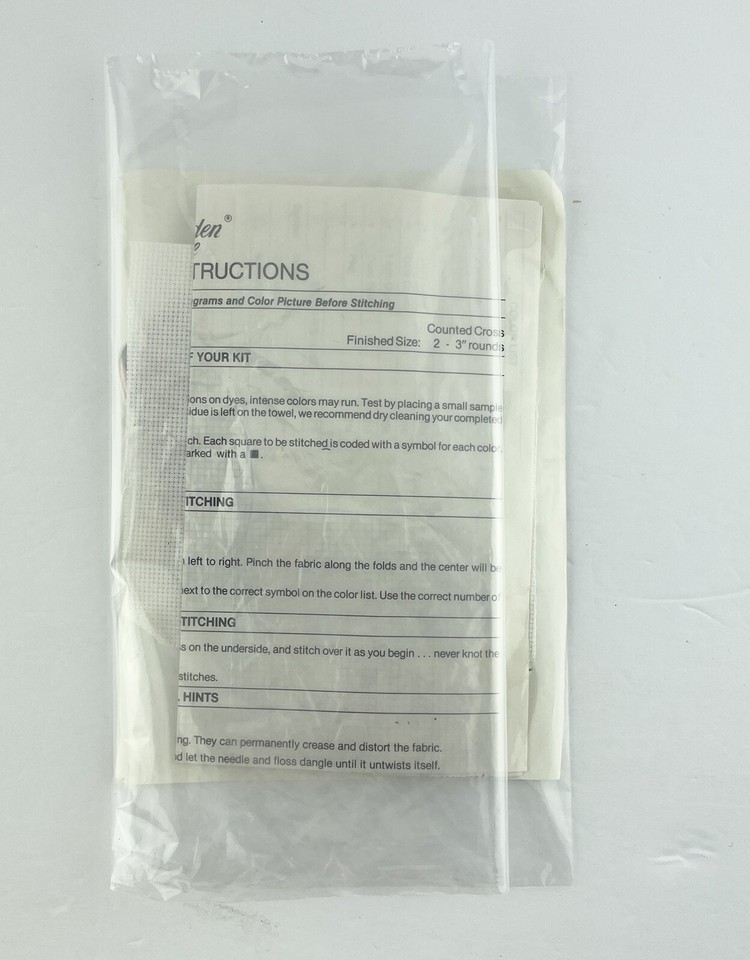 den®
TRUCTIONS
grams and Color Picture Before Stitching
Counted Cross
Finished Size: 2 - 3" rounds
F YOUR KIT
ons on dyes, intense colors may run. Test by placing a small sample
idue is left on the towel, we recommend dry cleaning your completed
ch. Each square to be stitched is coded with a symbol for each color,
arked with a ■.
ITCHING
left to right. Pinch the fabric along the folds and the center will be
ext to the correct symbol on the color list. Use the correct number of
TITCHING
s on the underside, and stitch over it as you begin . . . never knot the
stitches.
. HINTS
ng. They can permanently crease and distort the fabric.
d let the needle and floss dangle until it untwists itself.